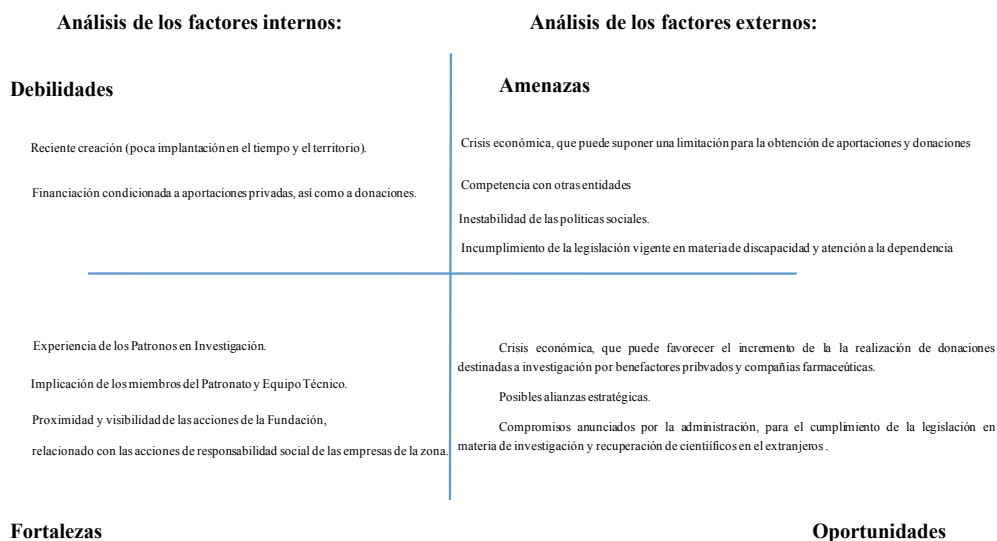 Análisis de los factores internos:
Análisis de los factores externos:
Debilidades
Amenazas
Reciente creación (poca implantación en el tiempo y el territorio).
Financiación condicionada a aportaciones privadas, así como a donaciones.
Crisis económica, que puede suponer una limitación para la obtención de aportaciones y donaciones
Competencia con otras entidades
Inestabilidad de las políticas sociales.
Incumplimiento de la legislación vigente en materia de discapacidad y atención a la dependencia
Experiencia de los Patronos en Investigación.
Implicación de los miembros del Patronato y Equipo Técnico.
Proximidad y visibilidad de las acciones de la Fundación,
relacionado con las acciones de responsabilidad social de las empresas de la zona.
Crisis económica, que puede favorecer el incremento de la la realización de donaciones
destinadas a investigación por benefactores pribvados y compañias farmaceúticas.
Posibles alianzas estratégicas.
Compromisos anunciados por la administración, para el cumplimiento de la legislación en
materia de investigación y recuperación de cientiíficos en el extranjeros .
Fortalezas
Oportunidades